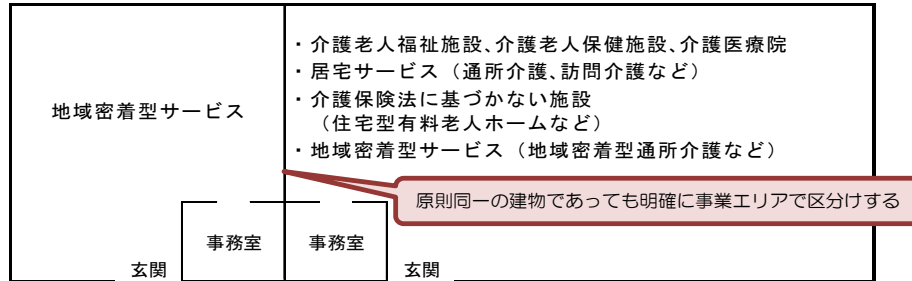 地域密着型サービス
・介護老人福祉施設、介護老人保健施設、介護医療院
・居宅サービス（通所介護、訪問介護など）
・介護保険法に基づかない施設
（住宅型有料老人ホームなど）
・地域密着型サービス（地域密着型通所介護など）
原則同一の建物であっても明確に事業エリアで区分けする
事務室
事務室
玄関
玄関